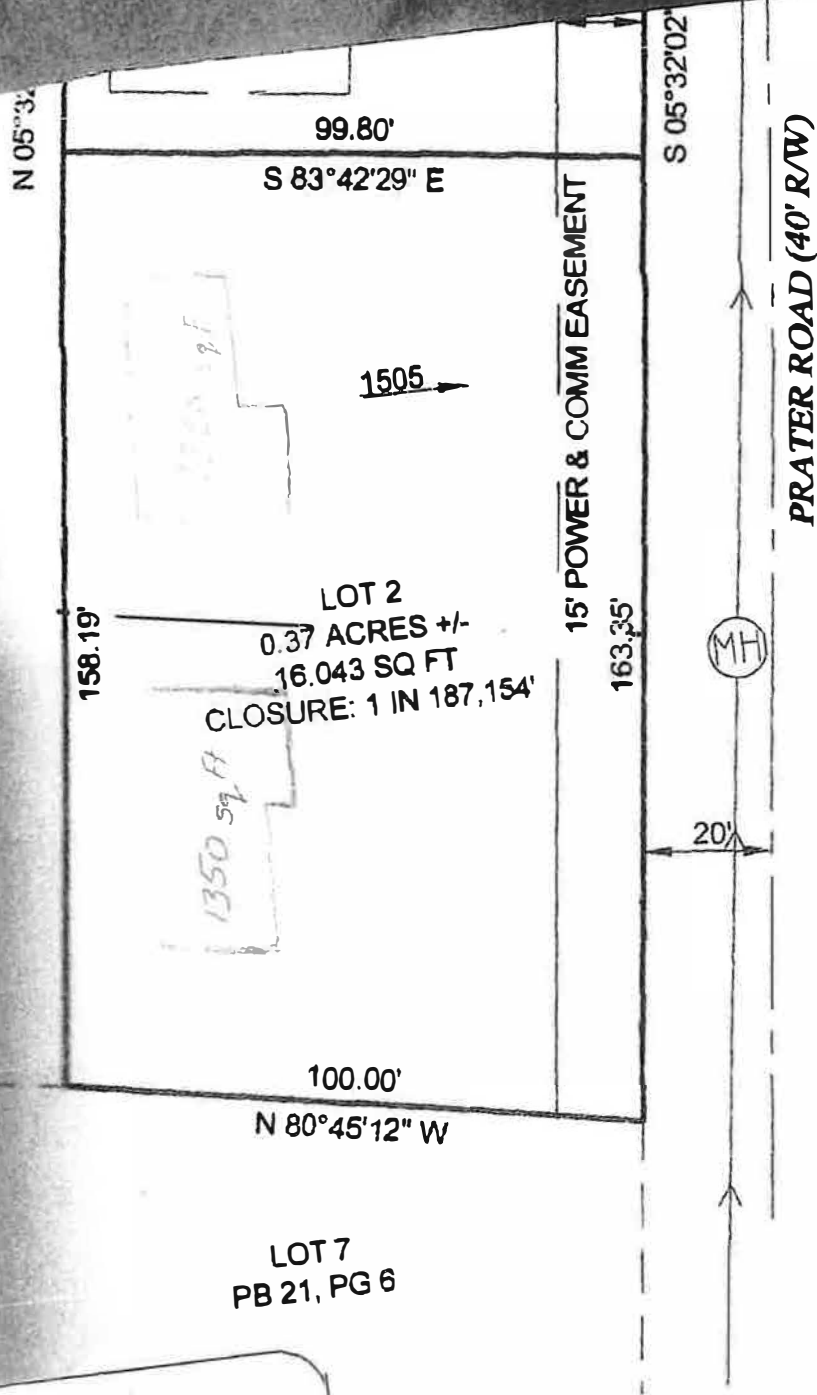 N 05°32
99.80'
S 83°42'29" E
S 05°32'02"
PRATER ROAD (40' R/W)
15' POWER & COMM EASEMENT
1505
LOT 2
0.37 ACRES +/-
16.043 SQ FT
CLOSURE: 1 IN 187,154'
158.19'
163.35'
MH
1350 sq Ft
20'
100.00'
N 80°45'12" W
LOT 7
PB 21, PG 6